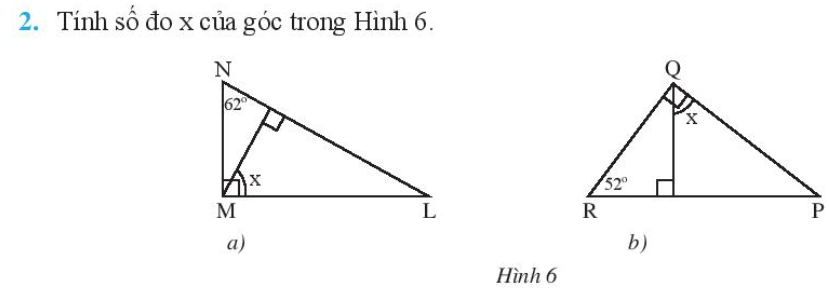 2. Tính số đo x của góc trong Hình 6.
N
62°
x
M
L
a)
Q
x
52°
R
P
b)
Hình 6